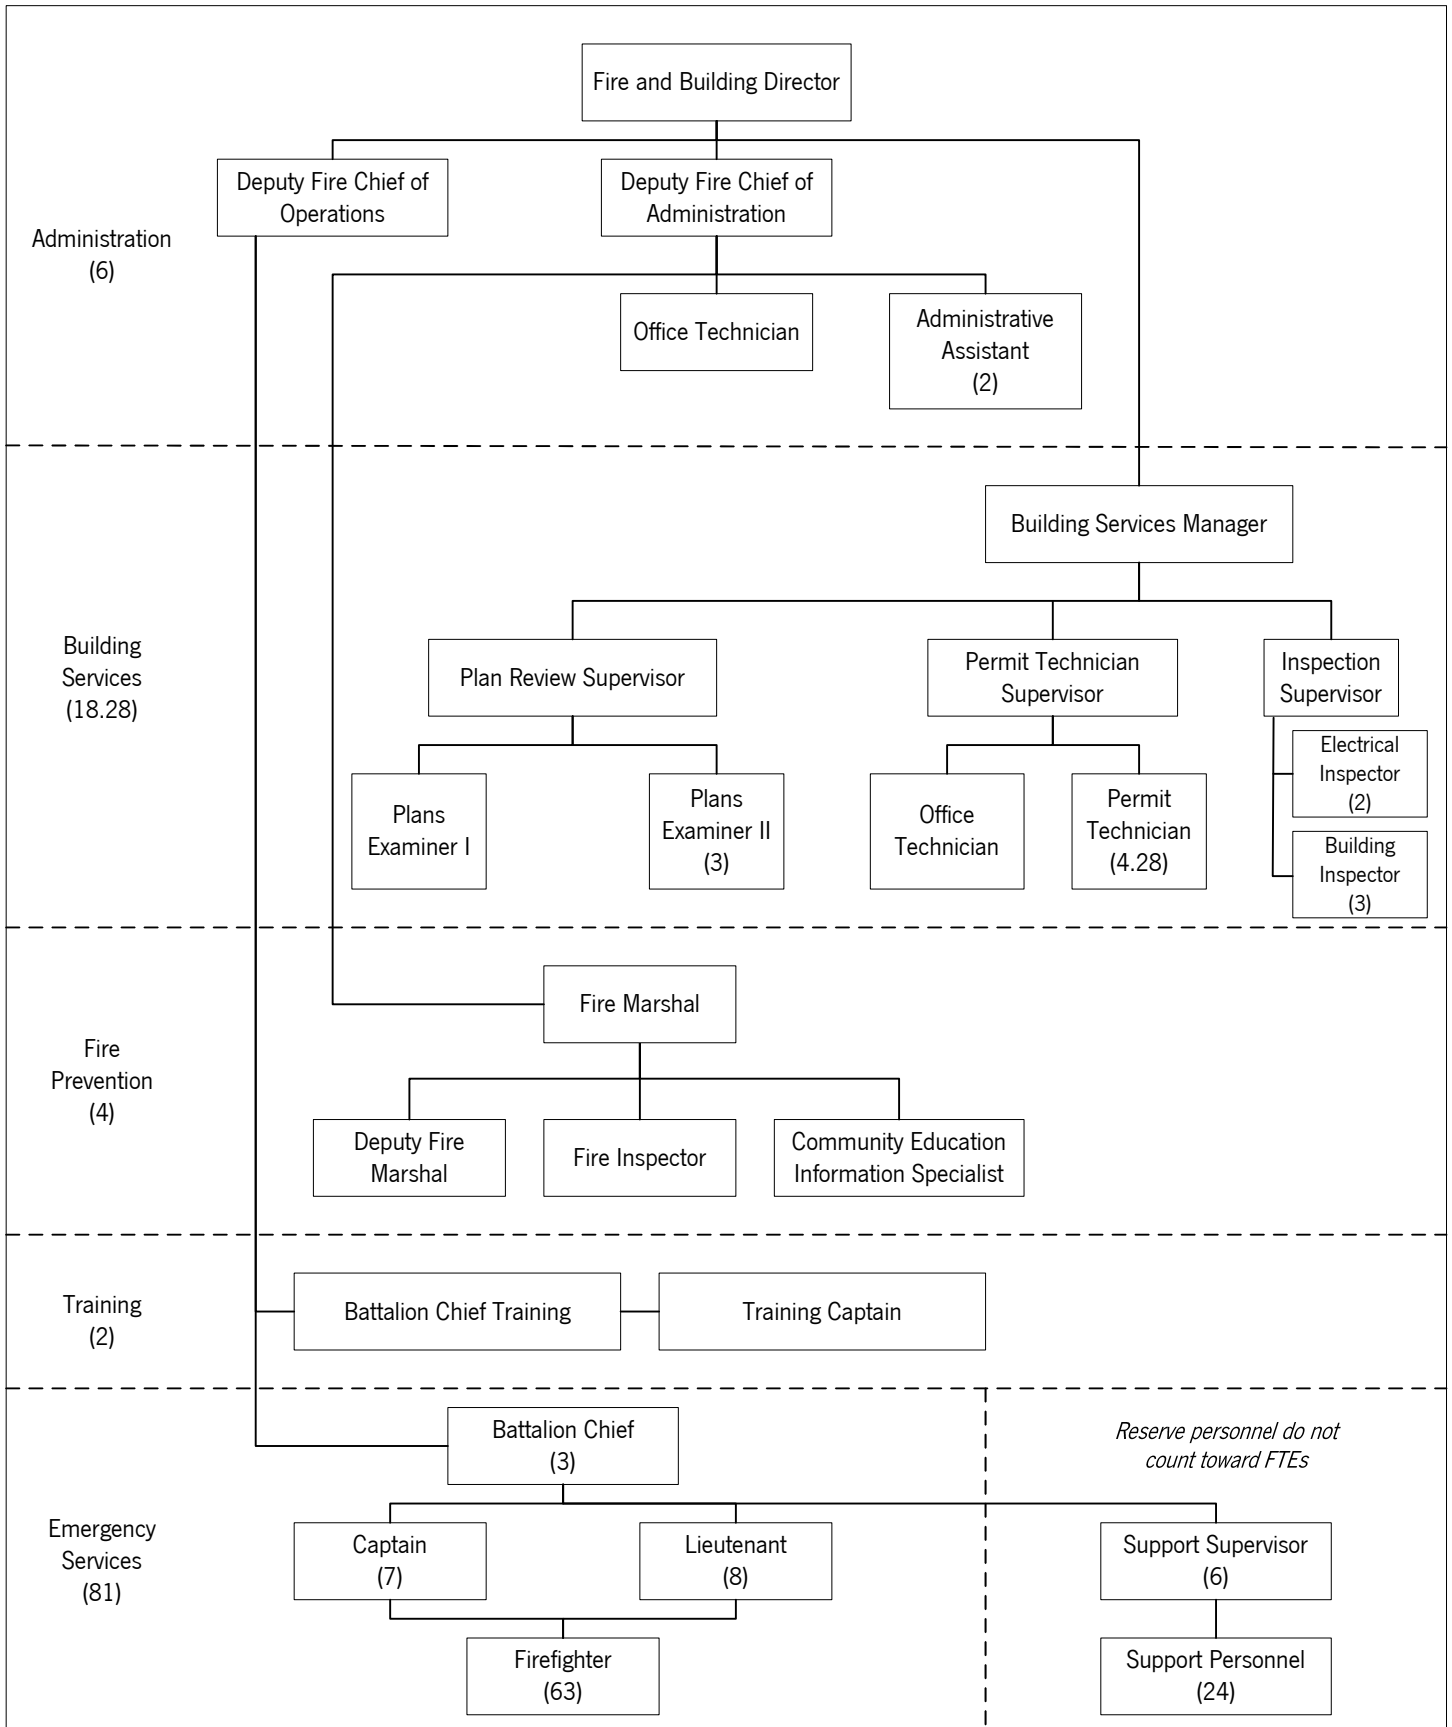 Fire and Building Director
Deputy Fire Chief of
Operations
Deputy Fire Chief of
Administration
Administration
(6)
Office Technician
Administrative
Assistant
(2)
Building Services Manager
Building
Services
(18.28)
Plan Review Supervisor
Permit Technician
Supervisor
Inspection
Supervisor
Plans
Examiner I
Plans
Examiner II
(3)
Office
Technician
Permit
Technician
(4.28)
Electrical
Inspector
(2)
Building
Inspector
(3)
Fire Marshal
Fire
Prevention
(4)
Deputy Fire
Marshal
Fire Inspector
Community Education
Information Specialist
Training
(2)
Battalion Chief Training
Training Captain
Battalion Chief
(3)
Reserve personnel do not
count toward FTEs
Emergency
Services
(81)
Captain
(7)
Lieutenant
(8)
Support Supervisor
(6)
Firefighter
(63)
Support Personnel
(24)